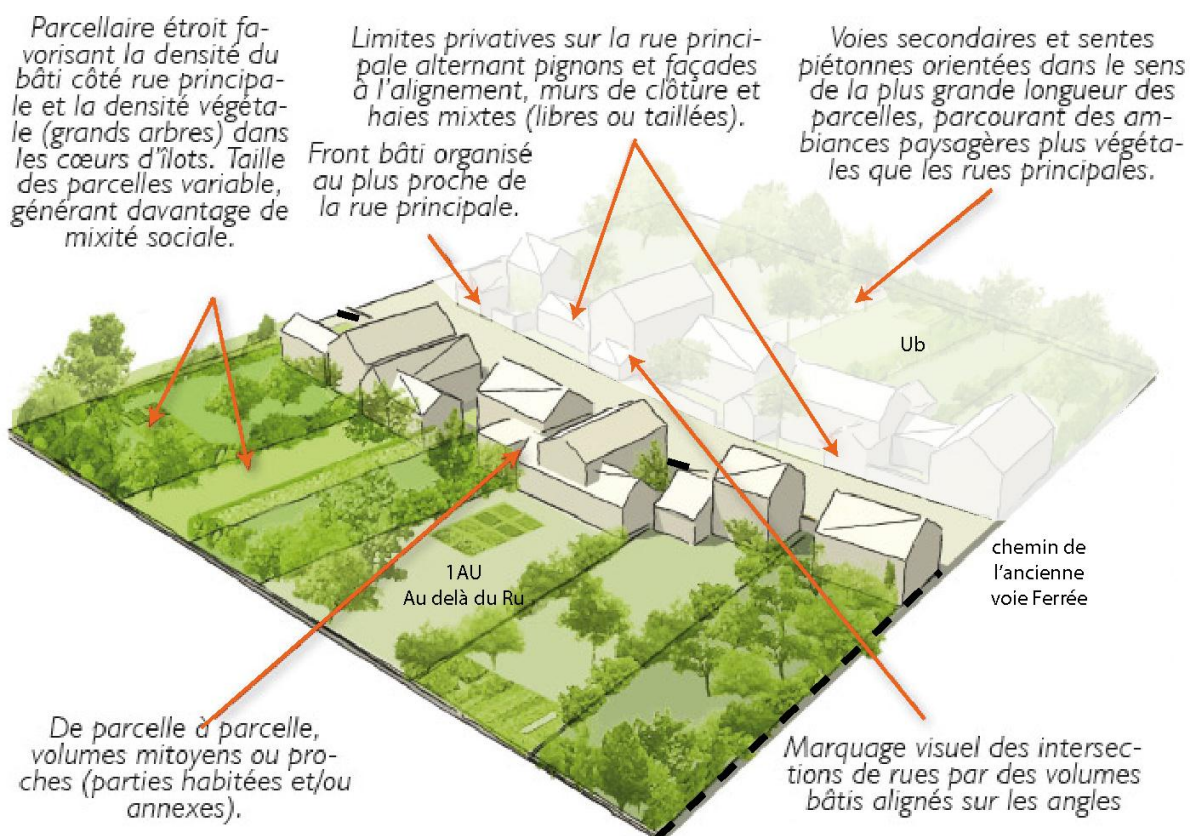 Parcellaire étroit fa-
vorisant la densité du
bâti côté rue principa-
le et la densité végéta-
le (grands arbres) dans
les cœurs d'îlots. Taille
des parcelles variable,
générant davantage de
mixité sociale.
Front bâti organisé
au plus proche de
la rue principale.
Limites privatives sur la rue princi-
pale alternant pignons et façades
à l'alignement, murs de clôture et
haies mixtes (libres ou taillées).
Voies secondaires et sentes
piétonnes orientées dans le sens
de la plus grande longueur des
parcelles, parcourant des am-
biances paysagères plus végéta-
les que les rues principales.
Ub
1AU
Au delà du Ru
chemin de
l'ancienne
voie Ferrée
De parcelle à parcelle,
volumes mitoyens ou pro-
ches (parties habitées et/ou
annexes).
Marquage visuel des intersec-
tions de rues par des volumes
bâtis alignés sur les angles